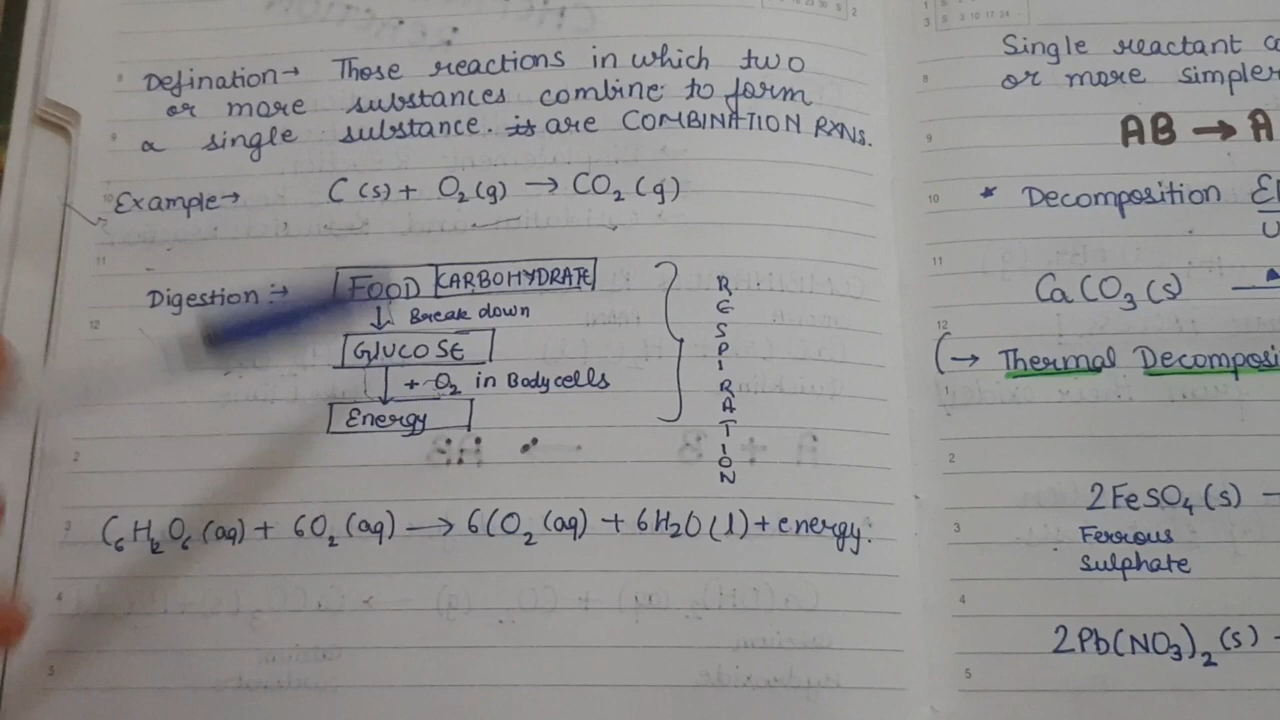 Defination → Those reactions in which two
or more substances combine to form
a single substance. are COMBINATION RXNs.
Example → C(s) + O₂(g) → CO₂(g)
Digestion :→ FOOD CARBOHYDRATE
↓ Break down
GLUCOSE
↓ + O₂ in Body cells
Energy
RESPIRATION
C₆H₁₂O₆(aq) + 6O₂(aq) → 6CO₂(aq) + 6H₂O(l) + energy.
Single reactant
or more simpler
AB → A
* Decomposition
CaCO₃(s)
(→ Thermal Decomposi
2FeSO₄(s)
Ferrous
sulphate
2Pb(NO₃)₂(s)